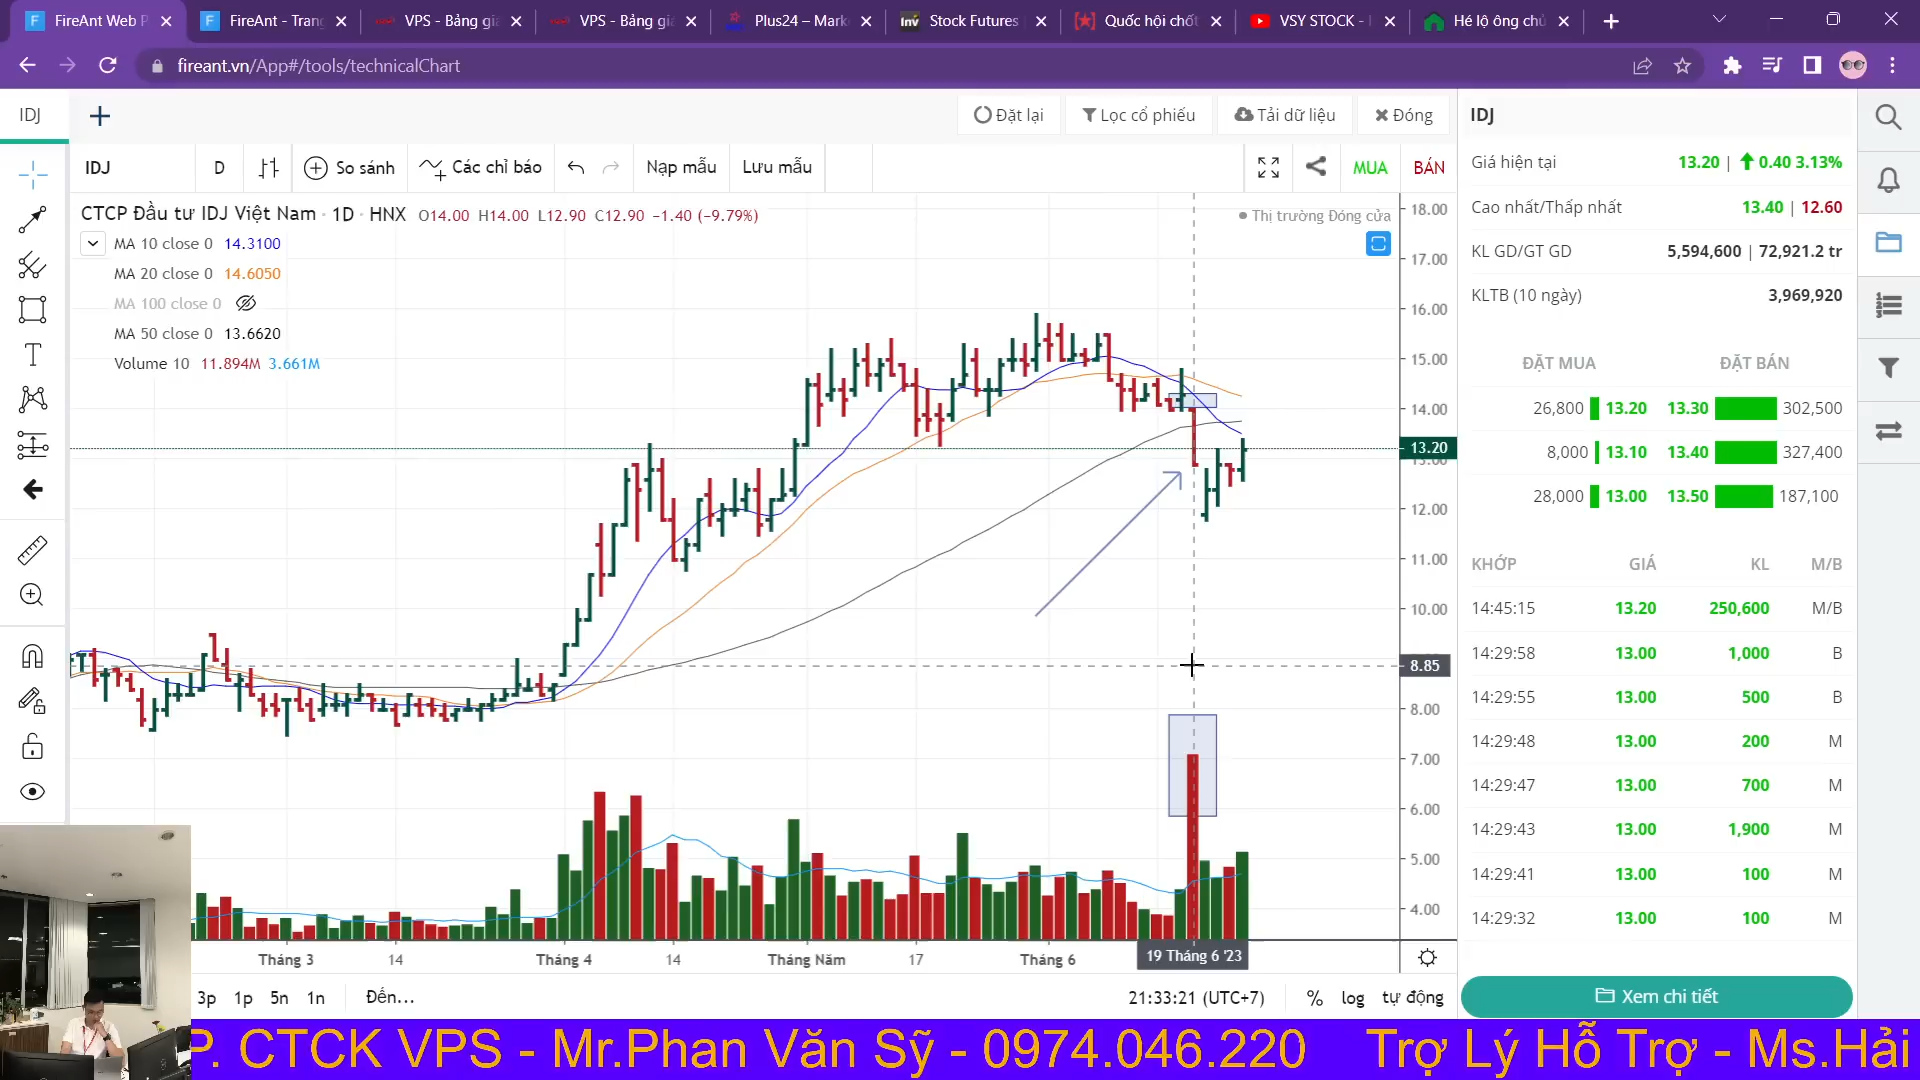 FireAnt Web P
FireAnt - Tran
VPS - Bảng gi
VPS - Bảng gi
Plus24 – Mark
Inv
Stock Futures
Quốc hội chốt
VSY STOCK -
Hé lộ ông chủ
fireant.vn/App#/tools/technicalChart
IDJ
Đặt lại
Lọc cổ phiếu
Tải dữ liệu
Đóng
IDJ
IDJ
D
So sánh
Các chỉ báo
Nạp mẫu
Lưu mẫu
MUA
BÁN
CTCP Đầu tư IDJ Việt Nam · 1D · HNX O14.00 H14.00 L12.90 C12.90 −1.40 (−9.79%)
Thị trường Đóng cửa
MA 10 close 0 14.3100
MA 20 close 0 14.6050
MA 100 close 0
MA 50 close 0 13.6620
Volume 10 11.894M 3.661M
T
18.00
17.00
16.00
15.00
14.00
13.20
13.00
12.00
11.00
10.00
8.85
8.00
7.00
6.00
5.00
4.00
Tháng 3
14
Tháng 4
14
Tháng Năm
17
Tháng 6
19 Tháng 6 '23
3p 1p 5n 1n
Đến...
21:33:21 (UTC+7)
% log tự động
Giá hiện tại 13.20 | 0.40 3.13%
Cao nhất/Thấp nhất 13.40 | 12.60
KL GD/GT GD 5,594,600 | 72,921.2 tr
KLTB (10 ngày) 3,969,920
ĐẶT MUA ĐẶT BÁN
26,800 13.20 13.30 302,500
8,000 13.10 13.40 327,400
28,000 13.00 13.50 187,100
KHỚP GIÁ KL M/B
14:45:15 13.20 250,600 M/B
14:29:58 13.00 1,000 B
14:29:55 13.00 500 B
14:29:48 13.00 200 M
14:29:47 13.00 700 M
14:29:43 13.00 1,900 M
14:29:41 13.00 100 M
14:29:32 13.00 100 M
Xem chi tiết
P. CTCK VPS - Mr.Phan Văn Sỹ - 0974.046.220 Trợ Lý Hỗ Trợ - Ms.Hải